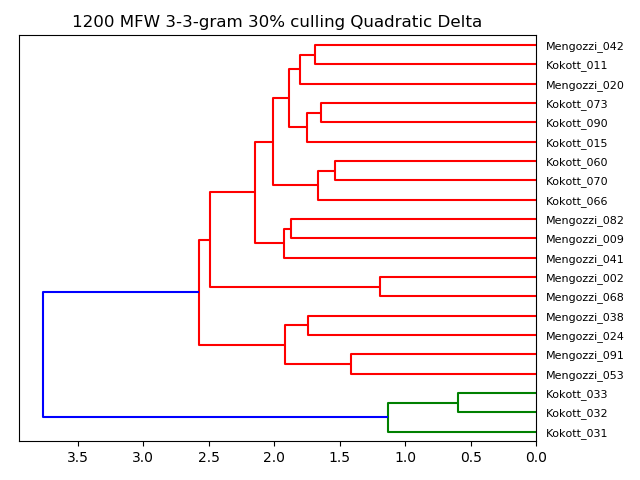 1200 MFW 3-3-gram 30% culling Quadratic Delta
Mengozzi_042
Kokott_011
Mengozzi_020
Kokott_073
Kokott_090
Kokott_015
Kokott_060
Kokott_070
Kokott_066
Mengozzi_082
Mengozzi_009
Mengozzi_041
Mengozzi_002
Mengozzi_068
Mengozzi_038
Mengozzi_024
Mengozzi_091
Mengozzi_053
Kokott_033
Kokott_032
Kokott_031
3.5 3.0 2.5 2.0 1.5 1.0 0.5 0.0